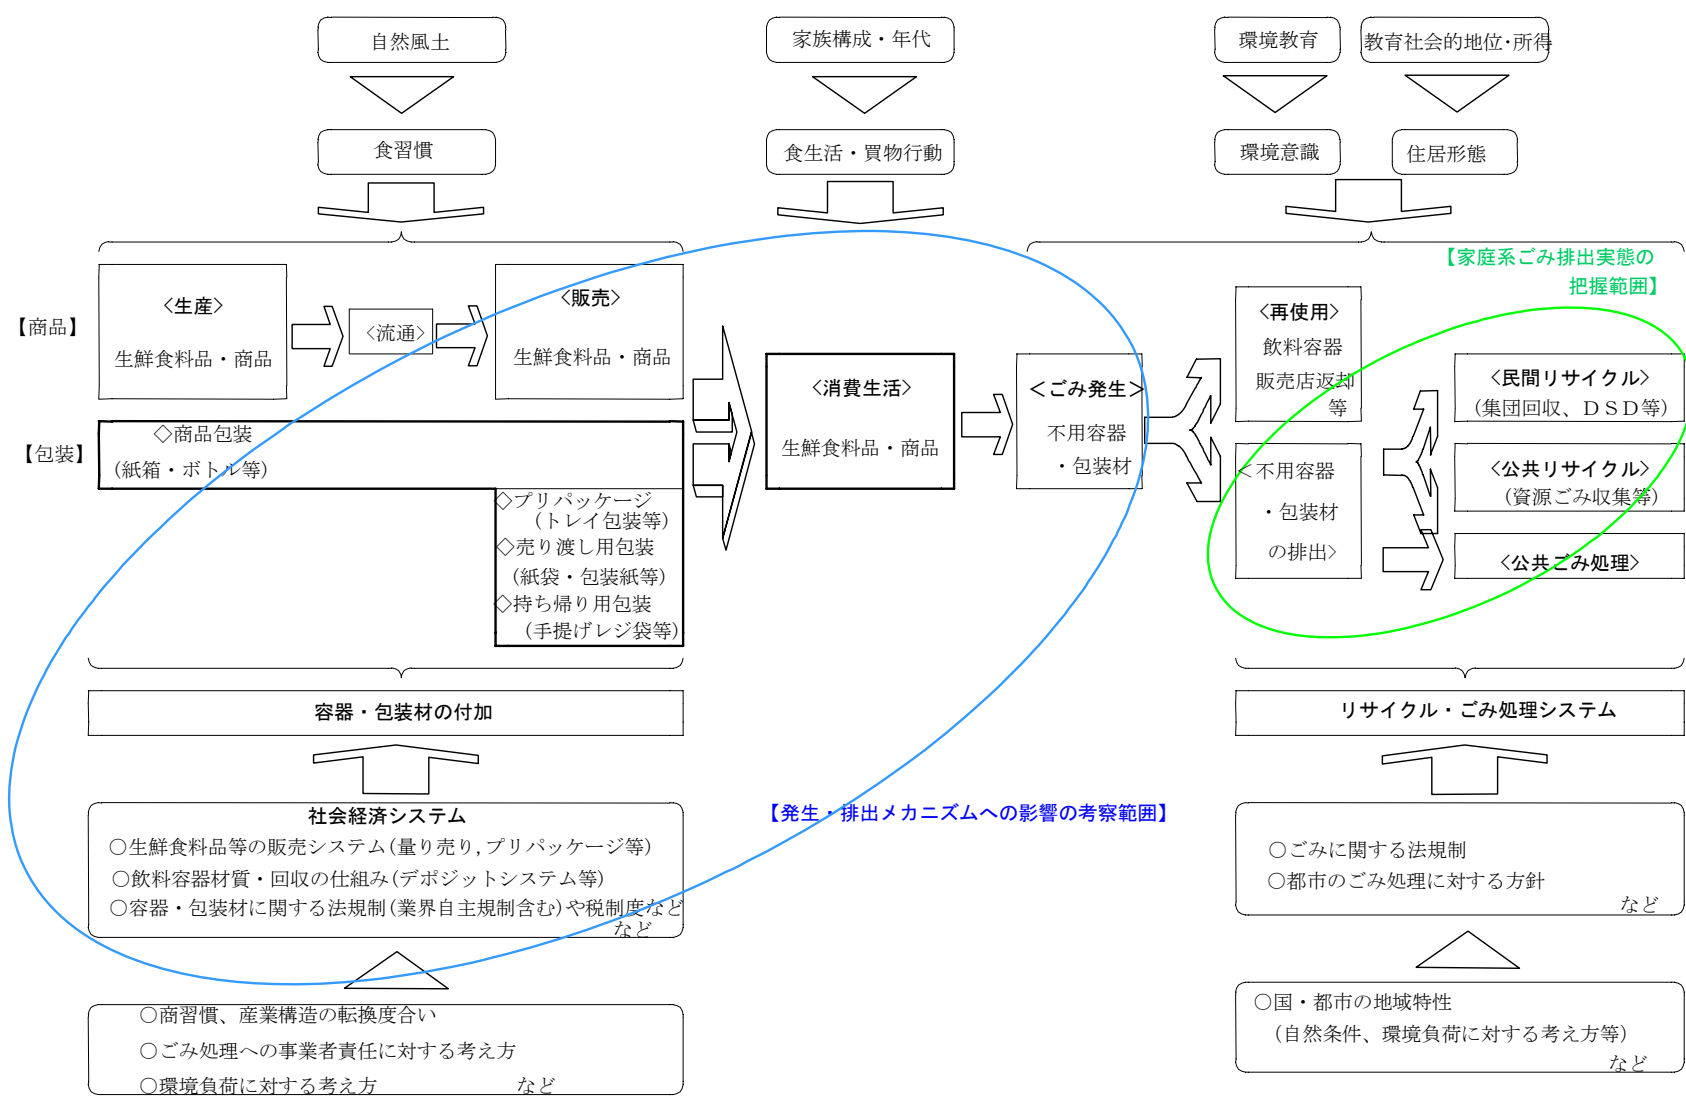 自然風土
家族構成・年代
環境教育
教育社会的地位・所得
食習慣
食生活・買物行動
環境意識
住居形態
【家庭系ごみ排出実態の
把握範囲】
【商品】
<生産>
生鮮食料品・商品
<流通>
<販売>
生鮮食料品・商品
【包装】
◇商品包装
(紙箱・ボトル等)
◇プリパッケージ
(トレイ包装等)
◇売り渡し用包装
(紙袋・包装紙等)
◇持ち帰り用包装
(手提げレジ袋等)
<消費生活>
生鮮食料品・商品
<ごみ発生>
不用容器
・包装材
<再使用>
飲料容器
販売店返却
等
<不用容器
・包装材
の排出>
<民間リサイクル>
(集団回収、DSD等)
<公共リサイクル>
(資源ごみ収集等)
<公共ごみ処理>
容器・包装材の付加
リサイクル・ごみ処理システム
社会経済システム
○生鮮食料品等の販売システム(量り売り,プリパッケージ等)
○飲料容器材質・回収の仕組み(デポジットシステム等)
○容器・包装材に関する法規制(業界自主規制含む)や税制度など
など
【発生・排出メカニズムへの影響の考察範囲】
○ごみに関する法規制
○都市のごみ処理に対する方針
など
○商習慣、産業構造の転換度合い
○ごみ処理への事業者責任に対する考え方
○環境負荷に対する考え方 など
○国・都市の地域特性
(自然条件、環境負荷に対する考え方等)
など